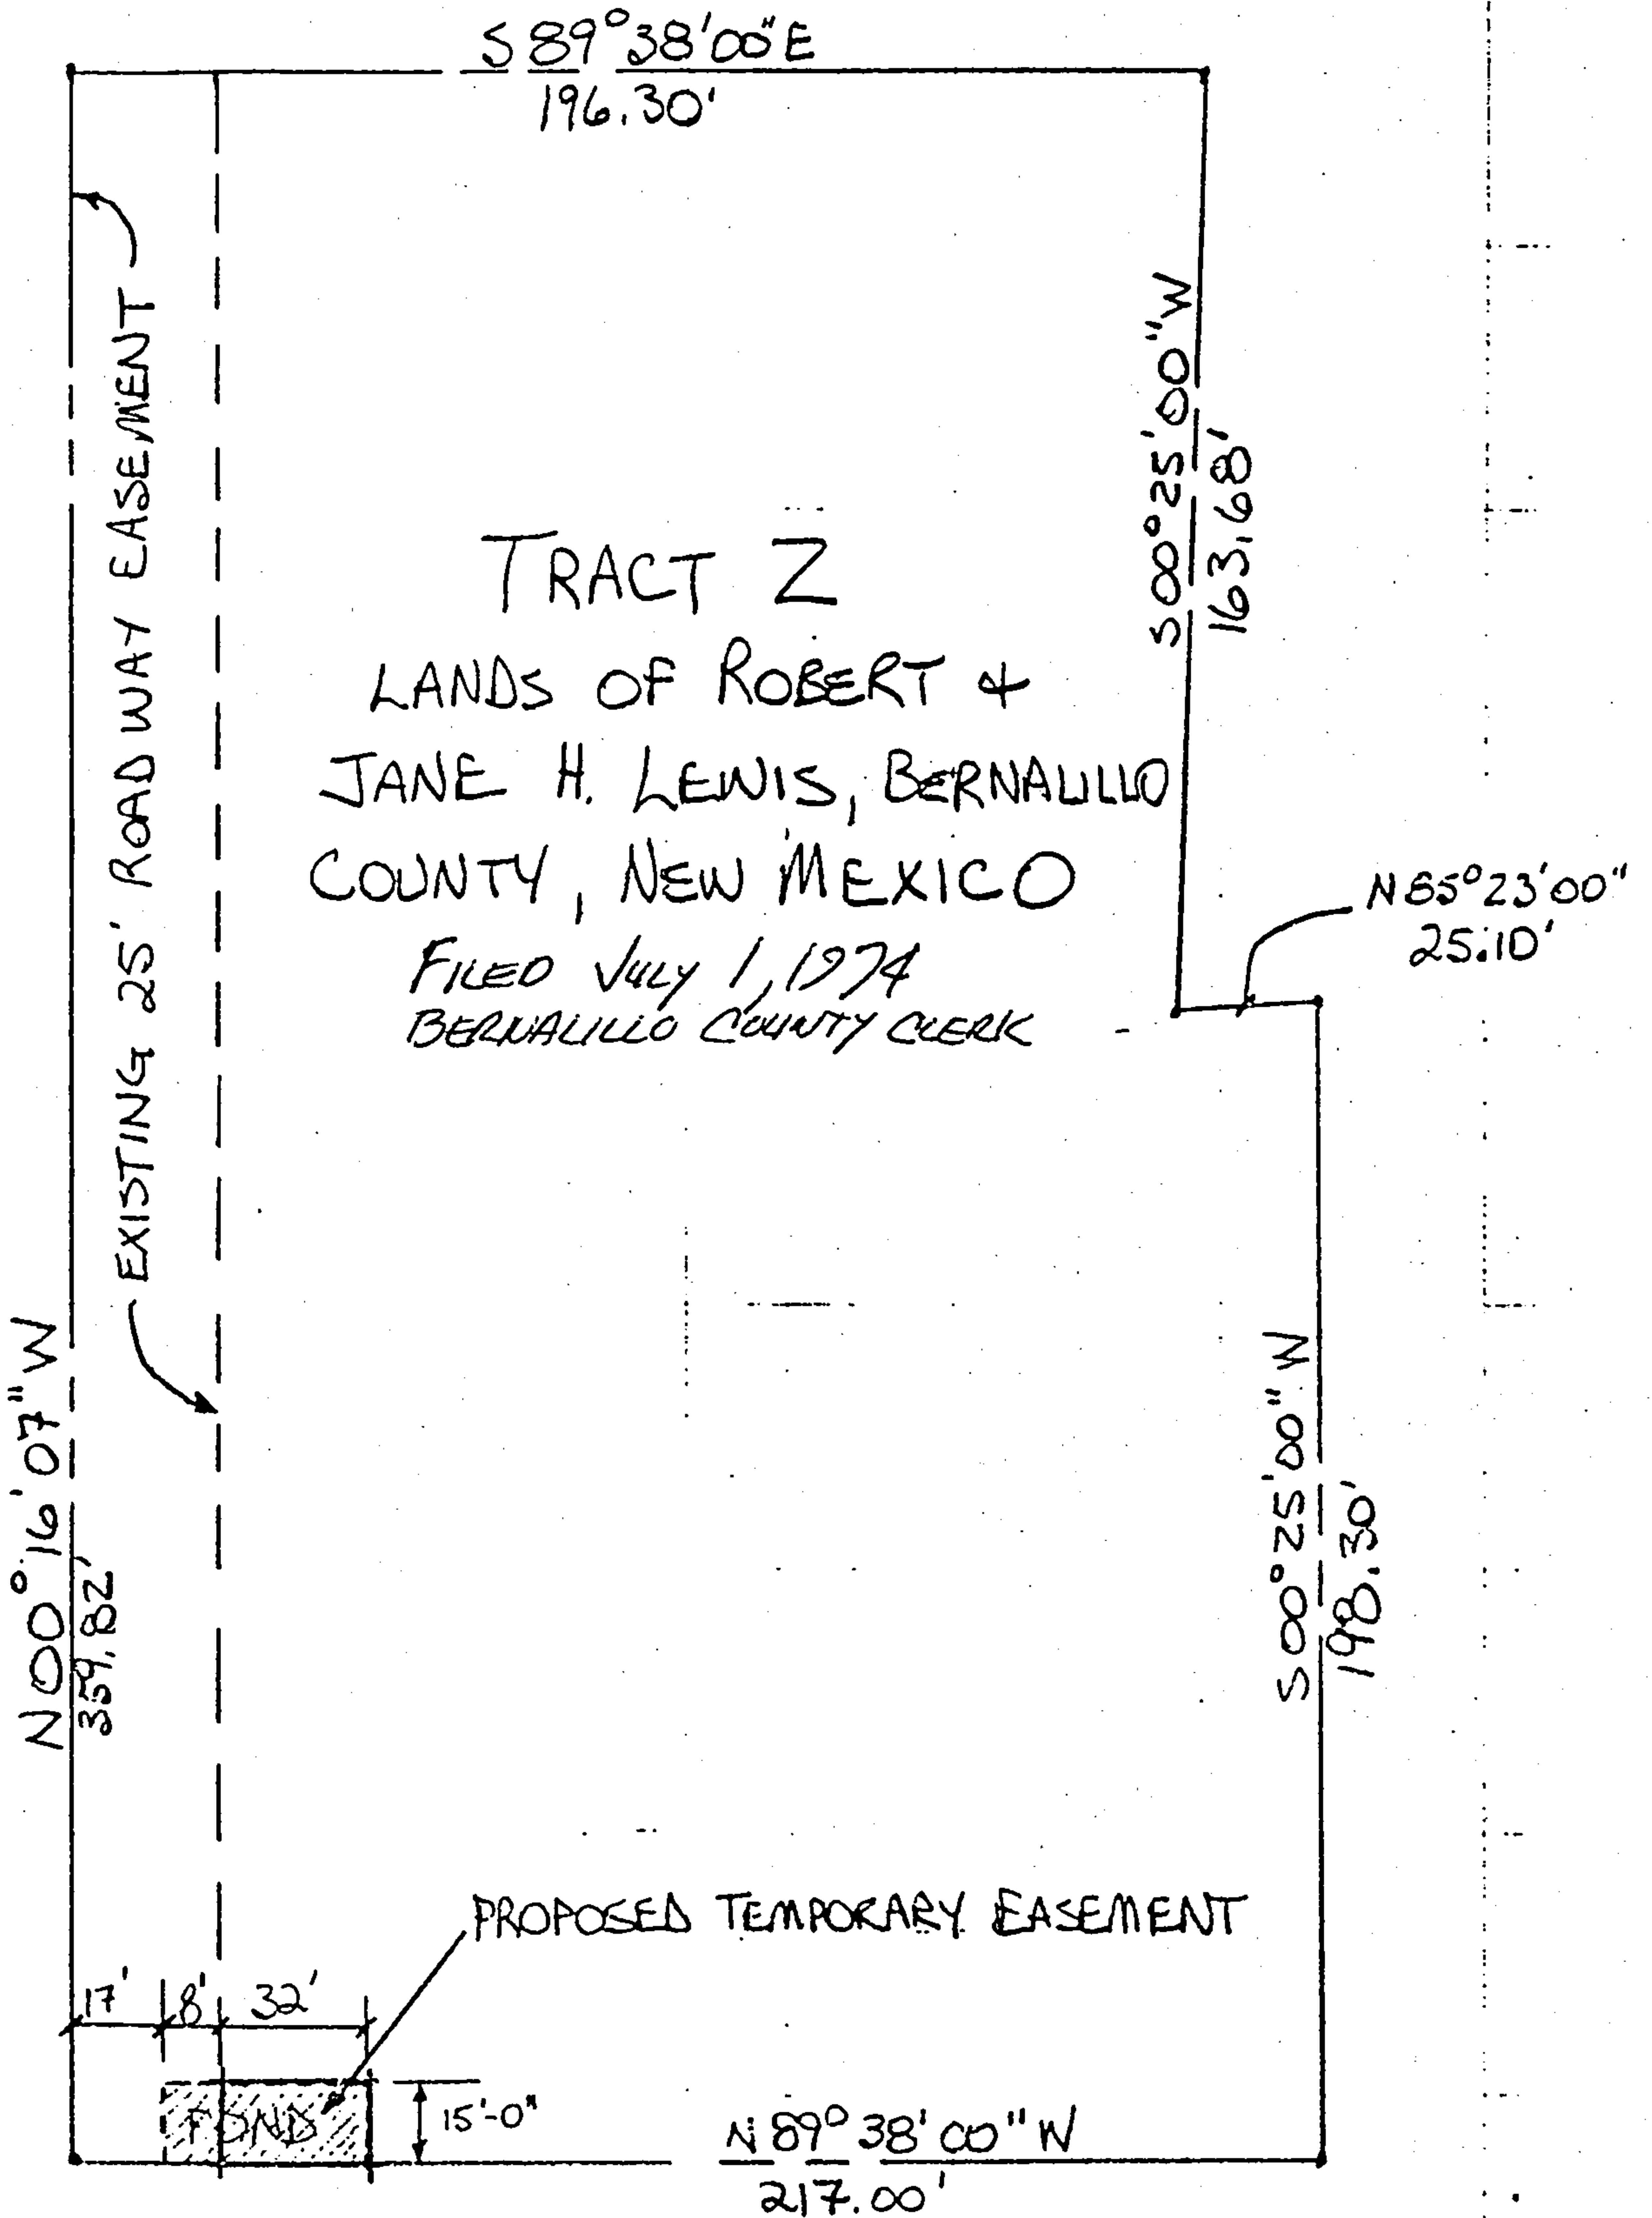 S 89°38'00"E
196.30'
EXISTING 25' ROADWAY EASEMENT
S 00°25'00"W
163.68'
TRACT Z
LANDS OF ROBERT &
JANE H. LEWIS, BERNALILLO
COUNTY, NEW MEXICO
FILED JULY 1, 1974
BERNALILLO COUNTY CLERK
N 85°23'00"
25.10'
N 00°16'07"W
359.82'
S 00°25'00"W
198.30'
PROPOSED TEMPORARY EASEMENT
17' 8' 32'
POND
15'-0"
N 89°38'00"W
217.00'